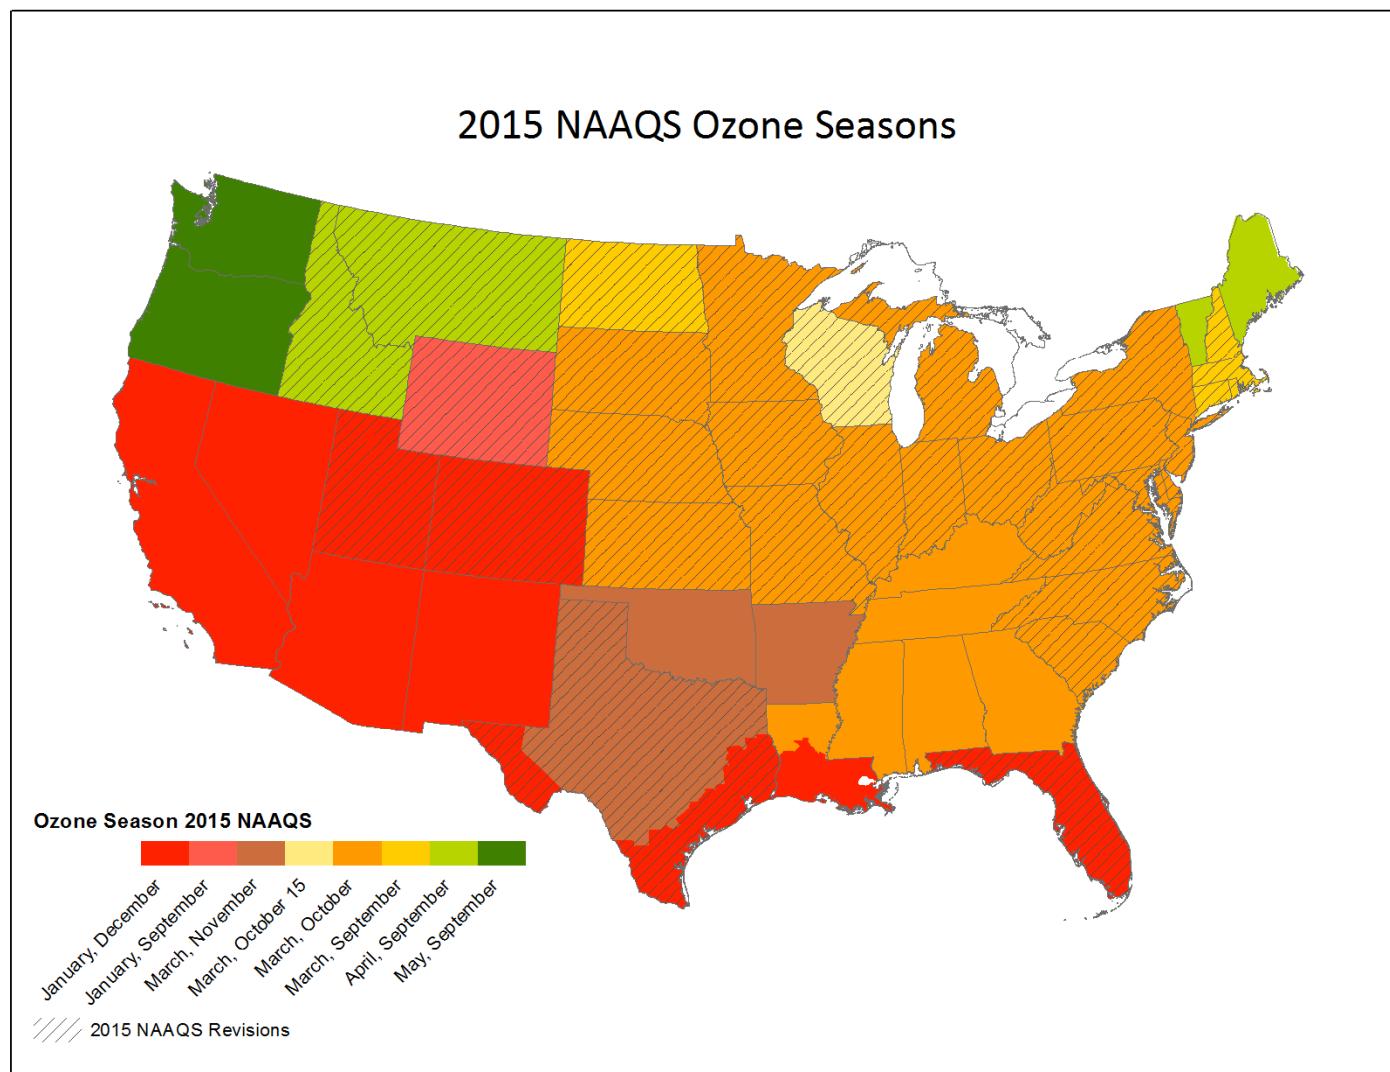 2015 NAAQS Ozone Seasons
Ozone Season 2015 NAAQS
January, December
January, September
March, November
March, October 15
March, October
March, September
April, September
May, September
2015 NAAQS Revisions